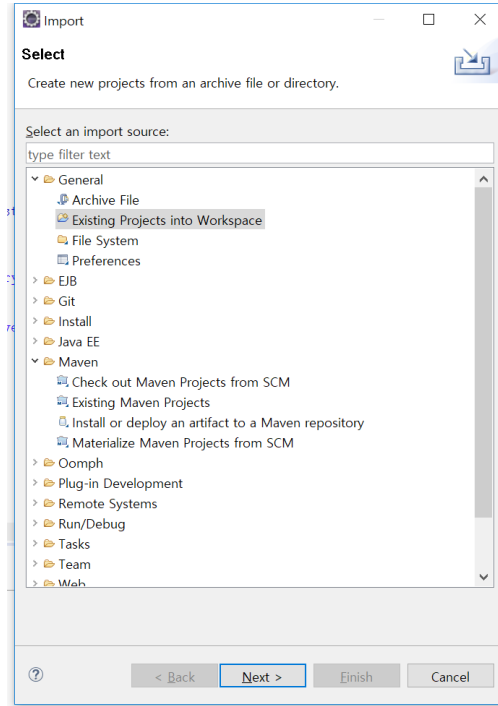 Import
Select
Create new projects from an archive file or directory.
Select an import source:
type filter text
General
Archive File
Existing Projects into Workspace
File System
Preferences
EJB
Git
Install
Java EE
Maven
Check out Maven Projects from SCM
Existing Maven Projects
Install or deploy an artifact to a Maven repository
Materialize Maven Projects from SCM
Oomph
Plug-in Development
Remote Systems
Run/Debug
Tasks
Team
Web
< Back Next > Finish Cancel